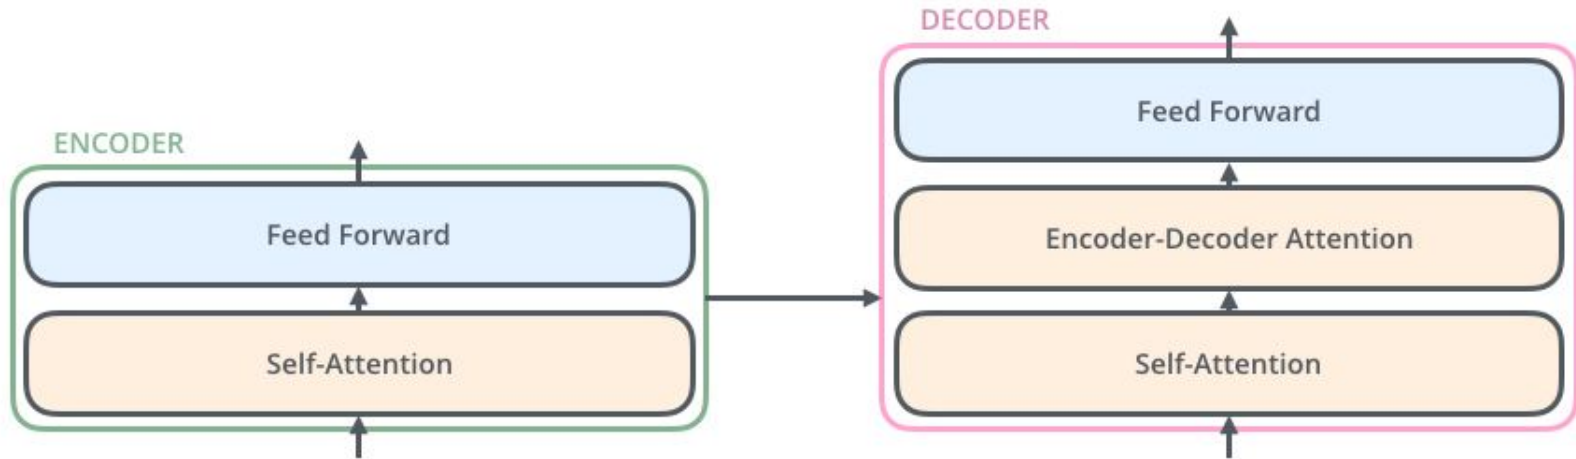 ENCODER
Feed Forward
Self-Attention
DECODER
Feed Forward
Encoder-Decoder Attention
Self-Attention